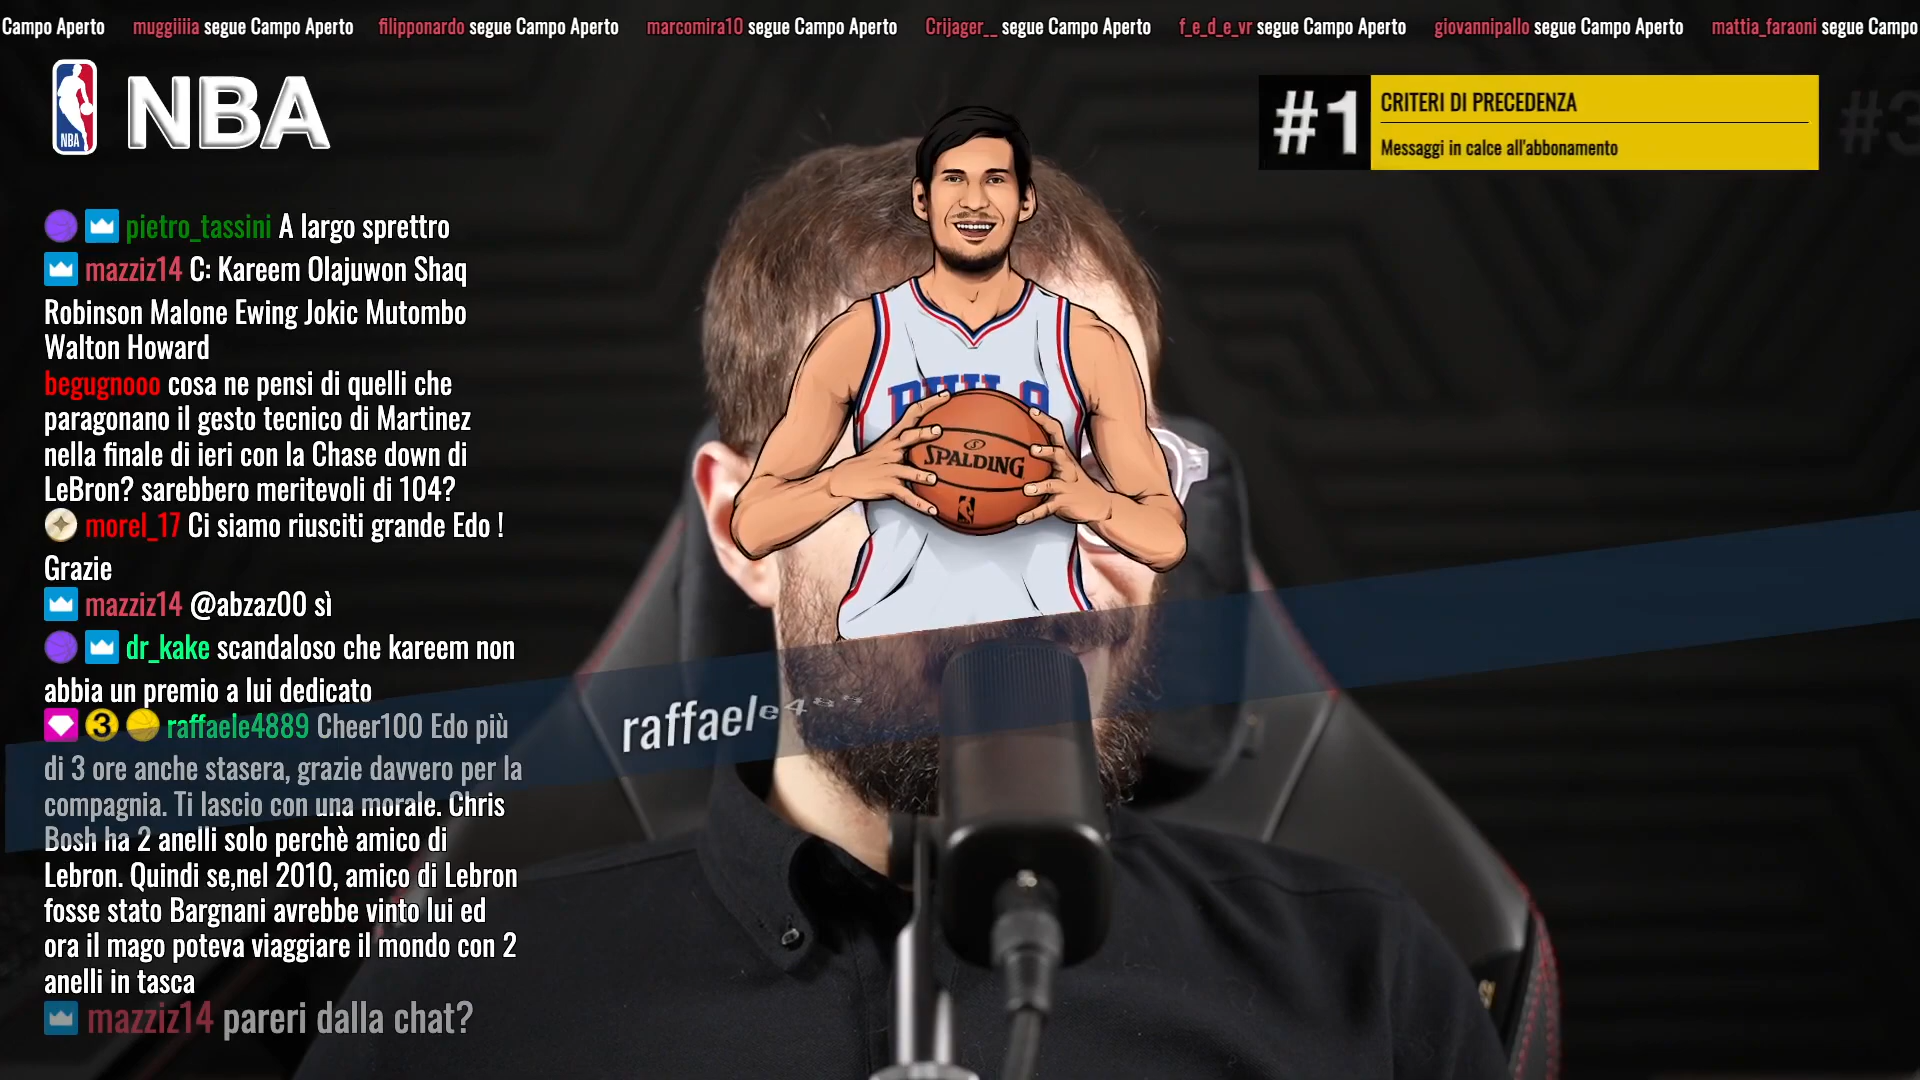 Campo Aperto muggiiiia segue Campo Aperto filipponardo segue Campo Aperto marcomira10 segue Campo Aperto Crijager__ segue Campo Aperto f_e_d_e_vr segue Campo Aperto giovannipallo segue Campo Aperto mattia_faraoni segue Campo
NBA
NBA
#1
CRITERI DI PRECEDENZA
Messaggi in calce all'abbonamento
#3
pietro_tassini A largo sprettro
mazziz14 C: Kareem Olajuwon Shaq
Robinson Malone Ewing Jokic Mutombo
Walton Howard
begugnooo cosa ne pensi di quelli che
paragonano il gesto tecnico di Martinez
nella finale di ieri con la Chase down di
LeBron? sarebbero meritevoli di 104?
morel_17 Ci siamo riusciti grande Edo !
Grazie
mazziz14 @abzaz00 sì
dr_kake scandaloso che kareem non
abbia un premio a lui dedicato
3 raffaele4889 Cheer100 Edo più
di 3 ore anche stasera, grazie davvero per la
compagnia. Ti lascio con una morale. Chris
Bosh ha 2 anelli solo perchè amico di
Lebron. Quindi se,nel 2010, amico di Lebron
fosse stato Bargnani avrebbe vinto lui ed
ora il mago poteva viaggiare il mondo con 2
anelli in tasca
mazziz14 pareri dalla chat?
PHILA
SPALDING
raffaele48